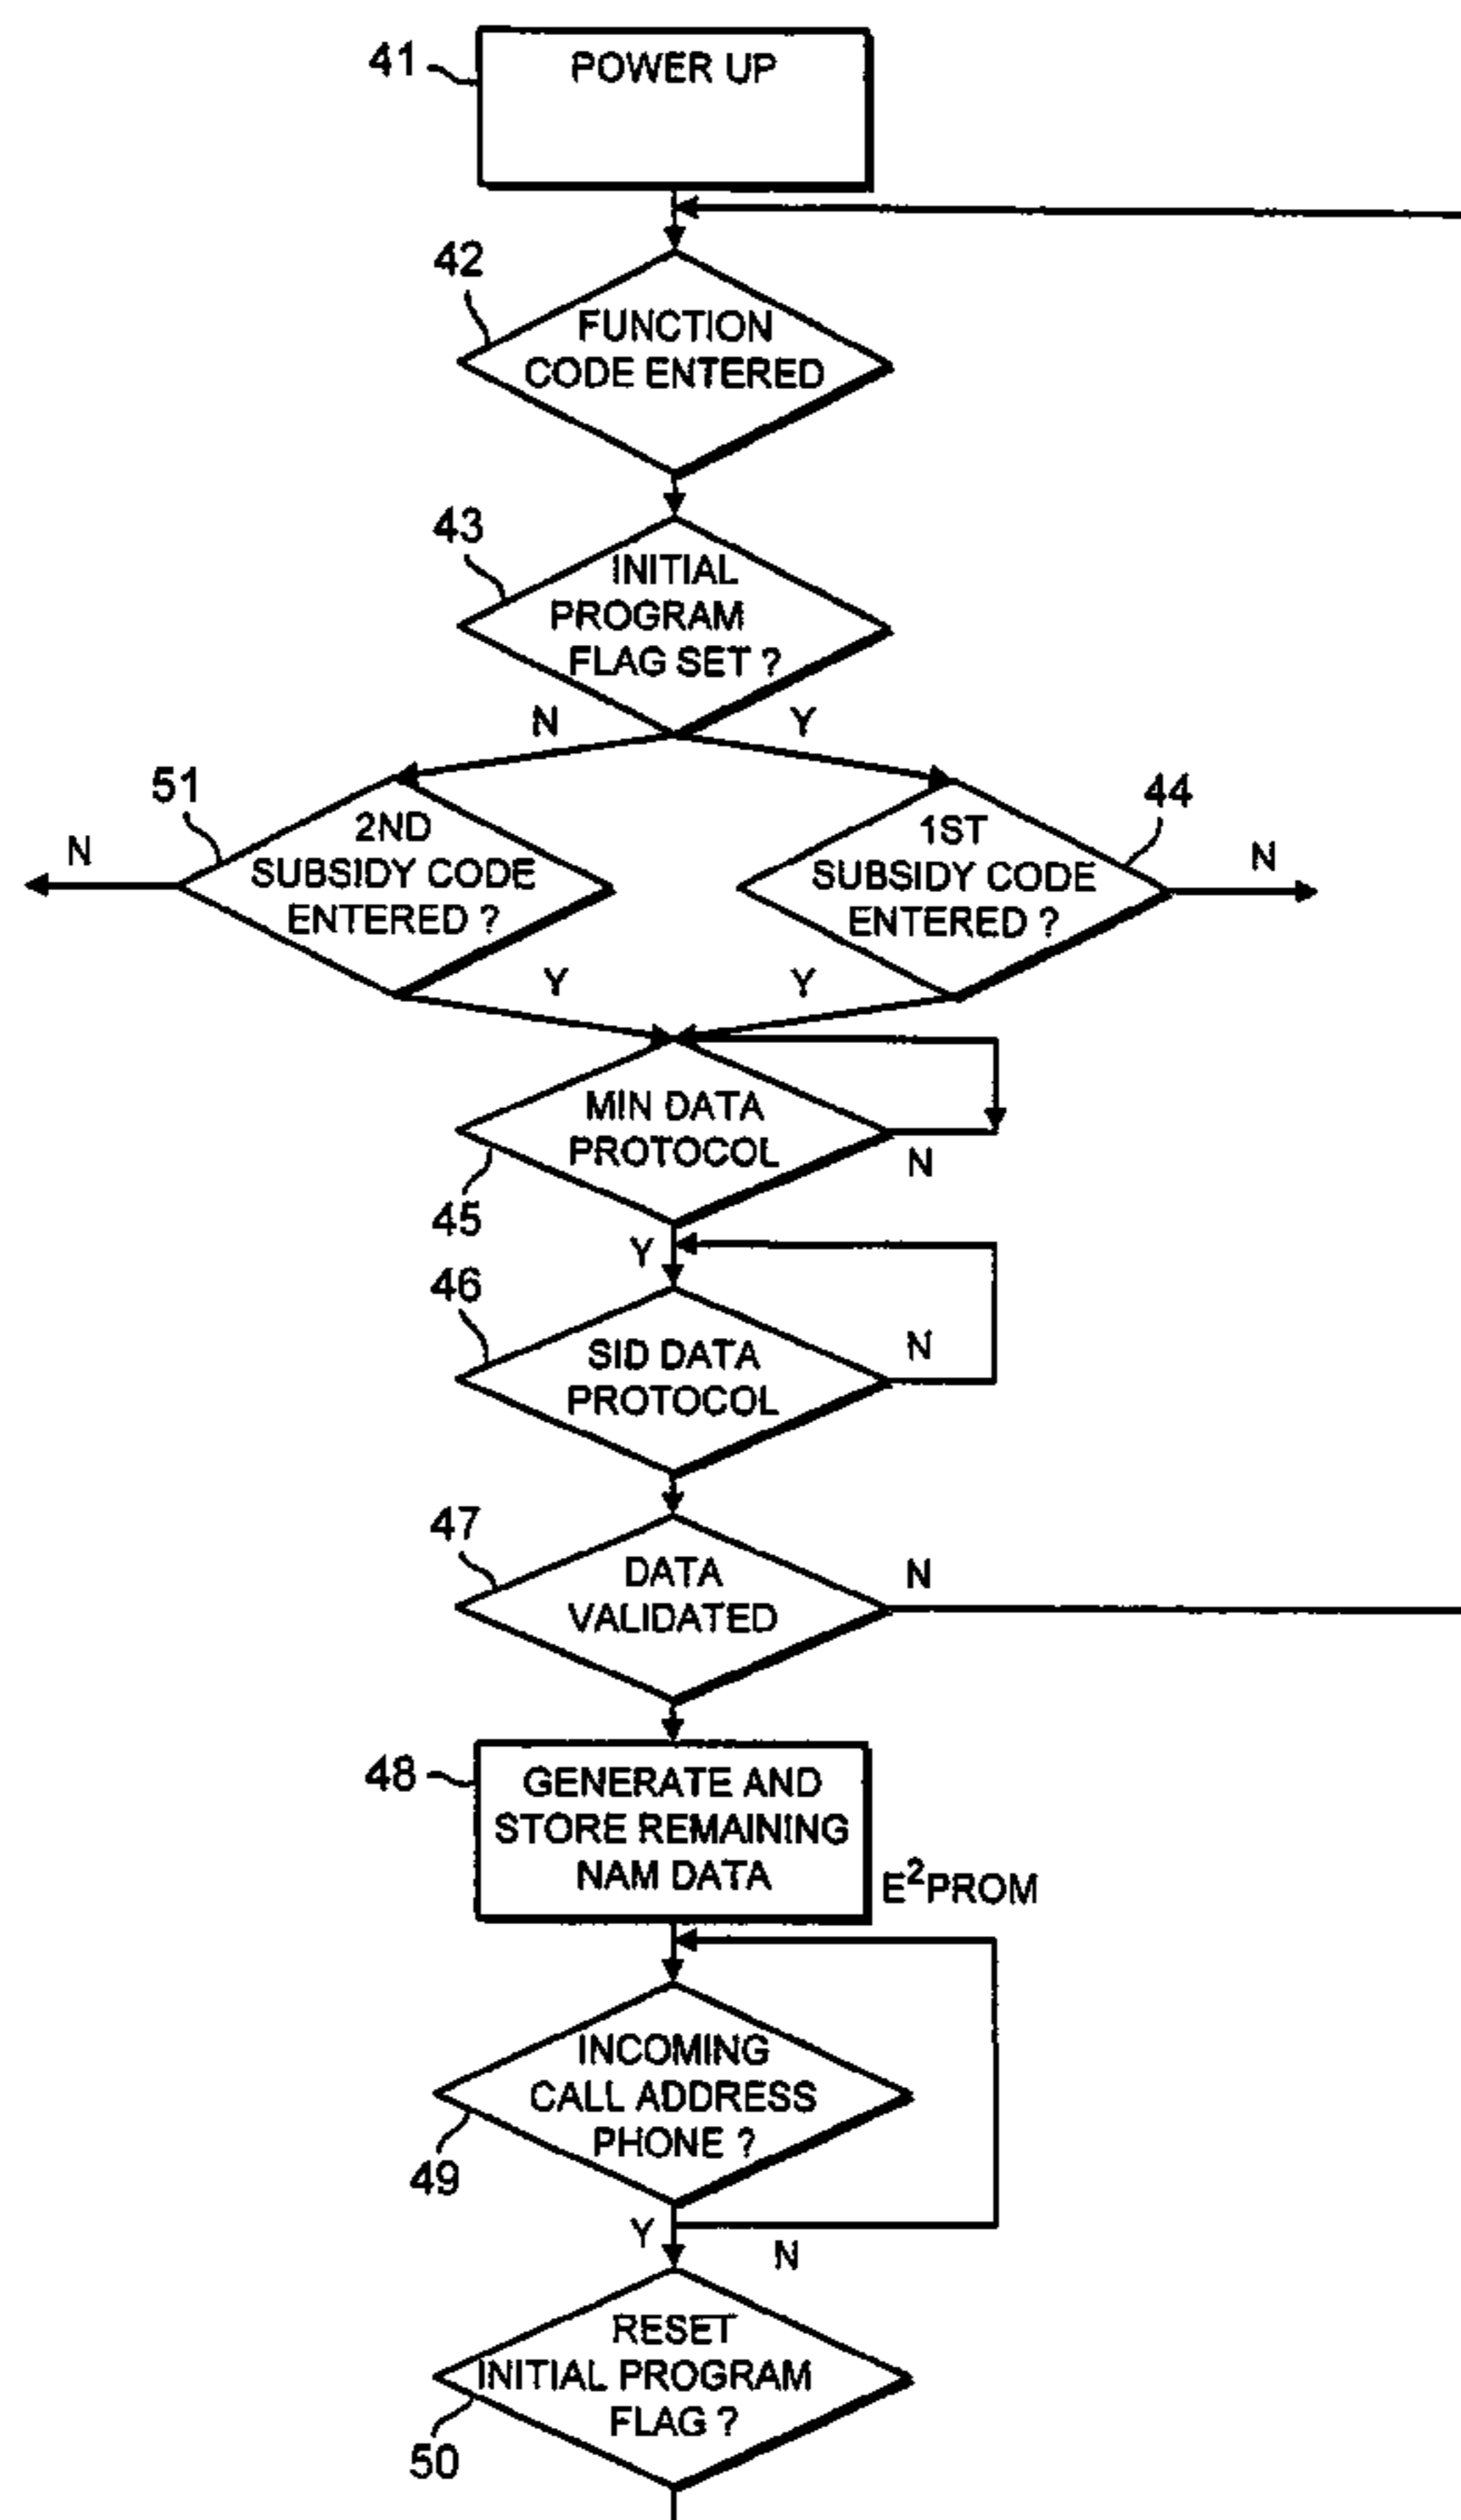 41
POWER UP
42
FUNCTION
CODE ENTERED
43
INITIAL
PROGRAM
FLAG SET ?
N
Y
51
N
2ND
SUBSIDY CODE
ENTERED ?
44
N
1ST
SUBSIDY CODE
ENTERED ?
Y
Y
MIN DATA
PROTOCOL
N
45
Y
46
SID DATA
PROTOCOL
N
47
DATA
VALIDATED
N
48
GENERATE AND
STORE REMAINING
NAM DATA
E²PROM
INCOMING
CALL ADDRESS
PHONE ?
49
Y
N
RESET
INITIAL PROGRAM
FLAG ?
50